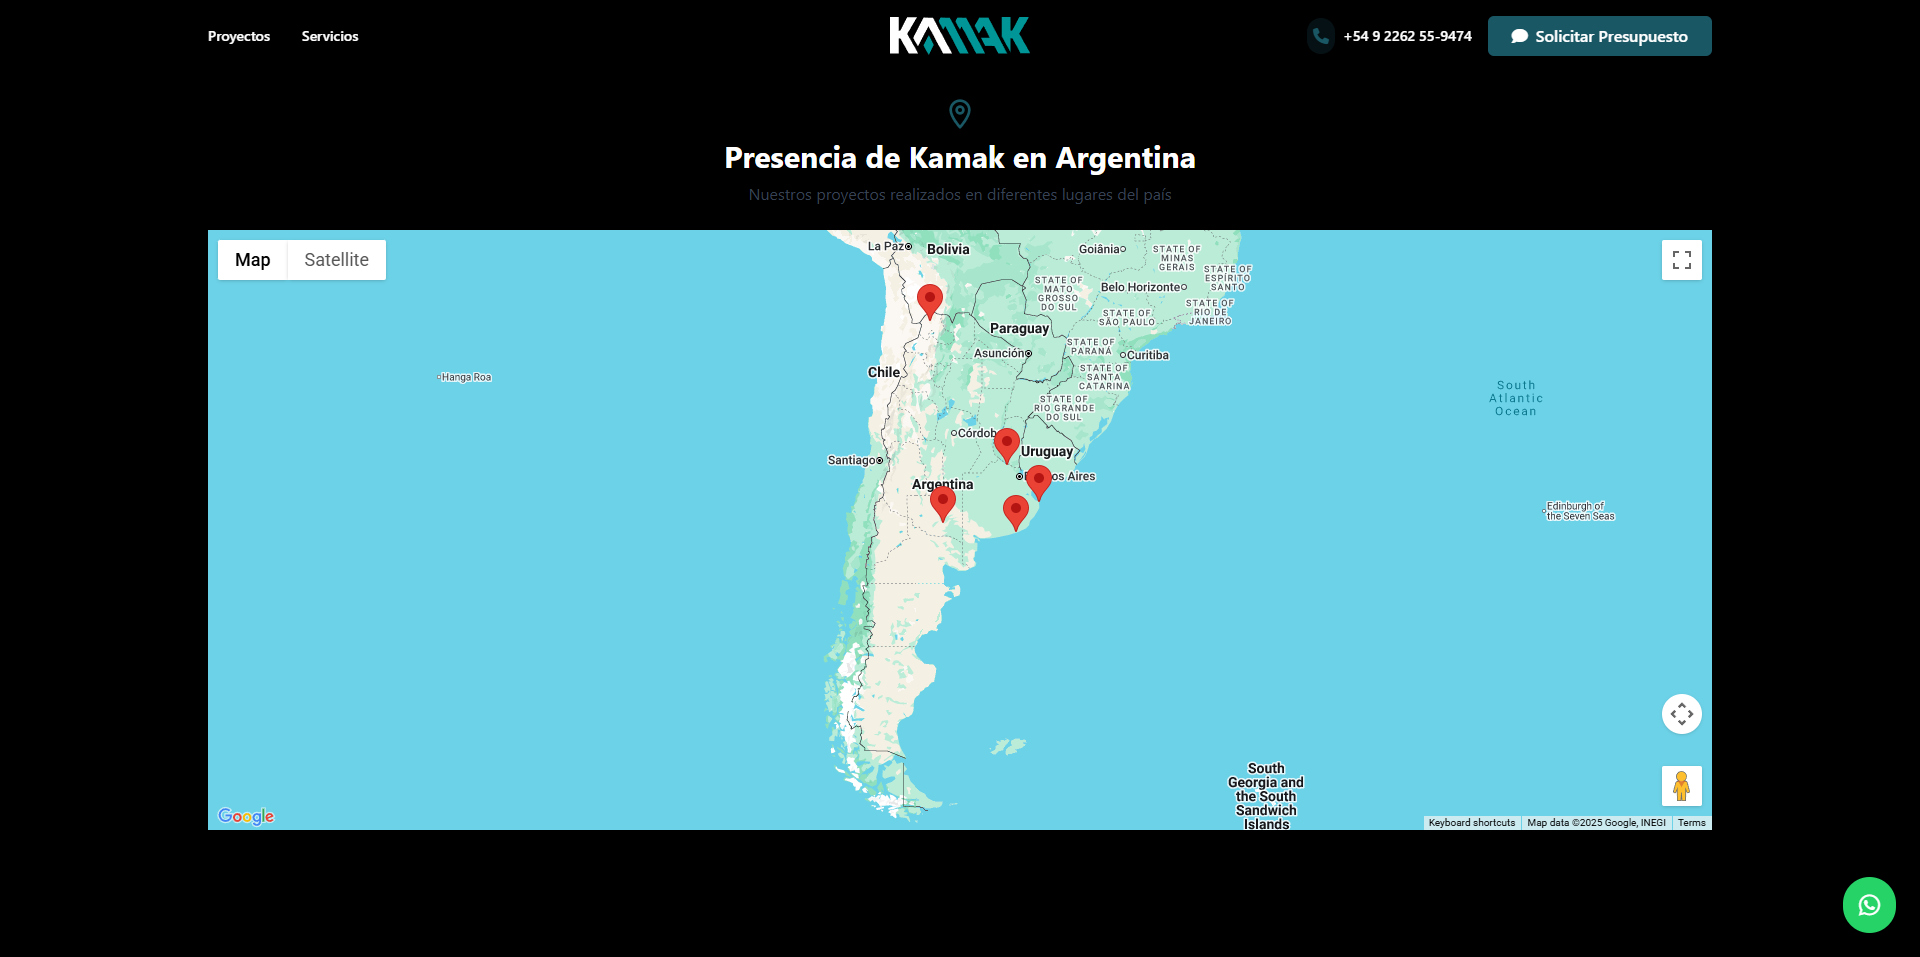 Proyectos
Servicios
KAMAK
+54 9 2262 55-9474
Solicitar Presupuesto
Presencia de Kamak en Argentina
Nuestros proyectos realizados en diferentes lugares del país
Map
Satellite
La Paz
Bolivia
Goiânia
STATE OF
MINAS
GERAIS
STATE OF
ESPÍRITO
SANTO
STATE OF
MATO
GROSSO
DO SUL
Belo Horizonte
STATE OF
RIO DE
JANEIRO
STATE OF
SÃO PAULO
Paraguay
Asunción
STATE OF
PARANÁ
Curitiba
Chile
STATE OF
SANTA
CATARINA
Hanga Roa
South
Atlantic
Ocean
STATE OF
RIO GRANDE
DO SUL
Córdob
Uruguay
Santiago
os Aires
Argentina
Edinburgh of
the Seven Seas
South
Georgia and
the South
Sandwich
Islands
Google
Keyboard shortcuts
Map data ©2025 Google, INEGI
Terms